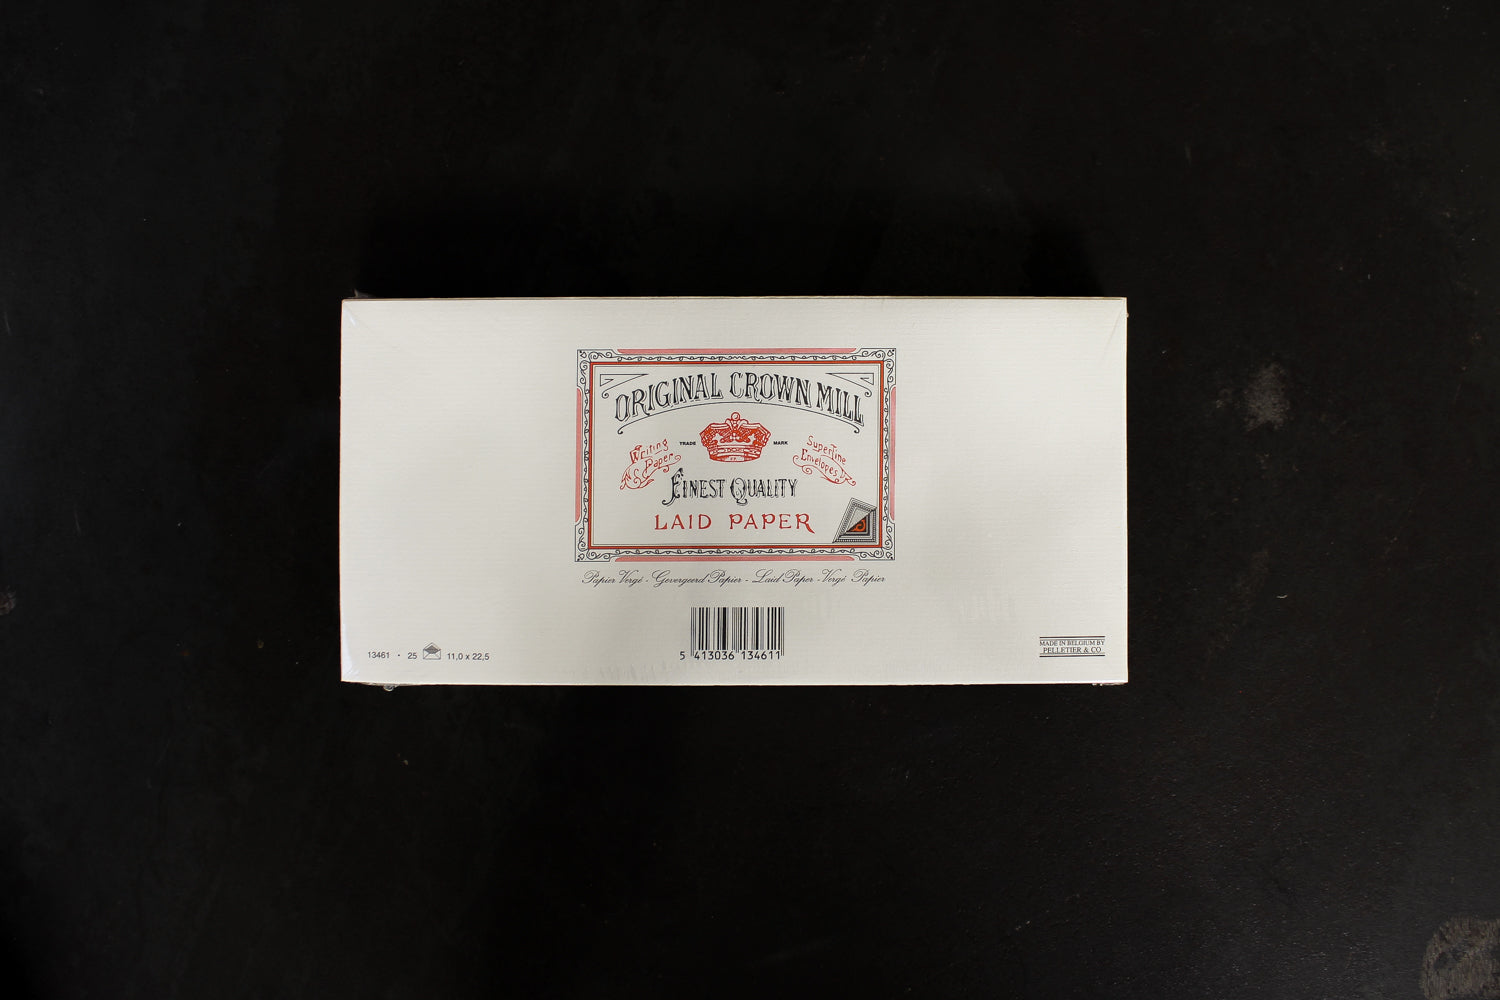 ORIGINAL CROWN MILL
Writing Paper
TRADE MARK
Superfine Envelopes
FINEST QUALITY
LAID PAPER
Papier Vergé - Gevergeerd Papier - Laid Paper - Vergé Papier
13461 • 25 11,0 x 22,5
5 413036 134611
MADE IN BELGIUM BY
PELLETIER & CO